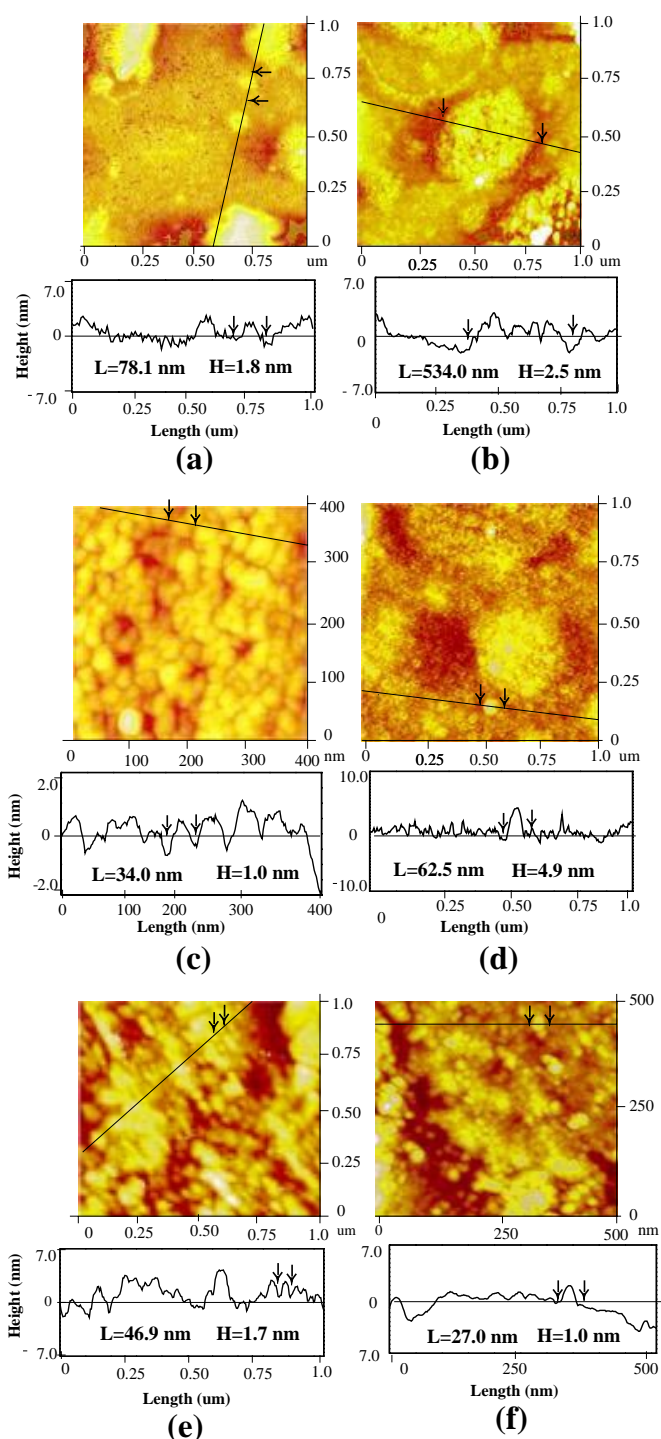 1.0
0.75
0.50
0.25
0
0 0.25 0.50 0.75 um
1.0
0.75
0.50
0.25
0
0 0.25 0.50 0.75 1.0 um
Height (nm)
7.0
0
- 7.0
L=78.1 nm H=1.8 nm
0 0.25 0.50 0.75 1.0
Length (um)
(a)
7.0
0
- 7.0
L=534.0 nm H=2.5 nm
0 0.25 0.50 0.75 1.0
Length (um)
(b)
400
300
200
100
0
0 100 200 300 400
nm
1.0
0.75
0.50
0.25
0
0 0.25 0.50 0.75 1.0
um
Height (nm)
2.0
0
-2.0
L=34.0 nm H=1.0 nm
0 100 200 300 400
Length (nm)
(c)
10.0
0
-10.0
L=62.5 nm H=4.9 nm
0 0.25 0.50 0.75 1.0
Length (um)
(d)
1.0
0.75
0.50
0.25
0
0 0.25 0.50 0.75 1.0
um
500
250
0
0 250 500
nm
Height (nm)
7.0
0
- 7.0
L=46.9 nm H=1.7 nm
0 0.25 0.50 0.75 1.0
Length (um)
(e)
7.0
0
7.0
L=27.0 nm H=1.0 nm
0 250 500
Length (nm)
(f)